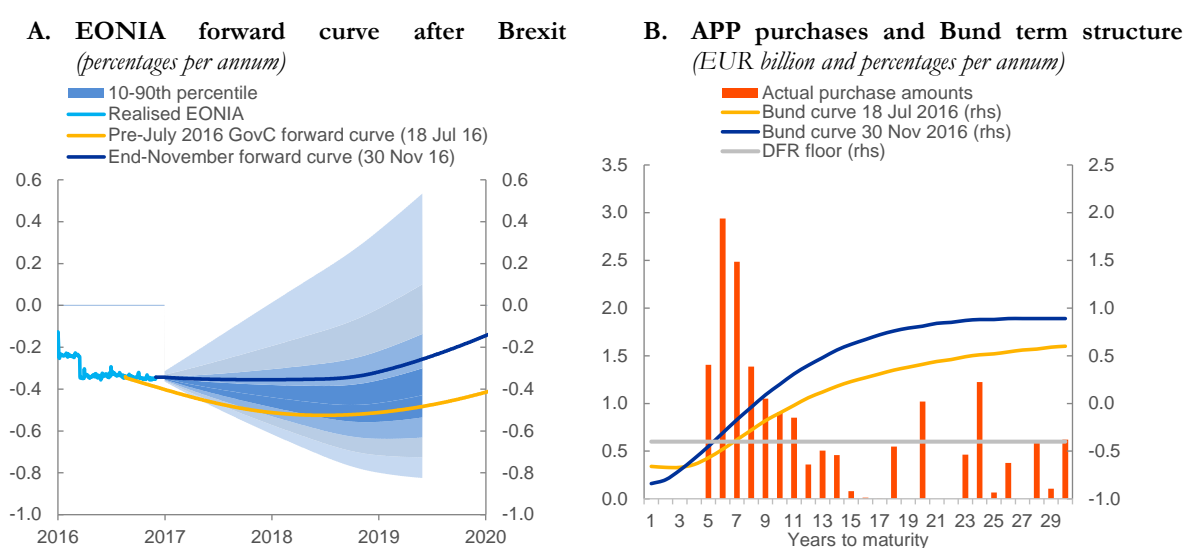 A. EONIA forward curve after Brexit
(percentages per annum)
10-90th percentile
Realised EONIA
Pre-July 2016 GovC forward curve (18 Jul 16)
End-November forward curve (30 Nov 16)
0.6 0.6
0.4 0.4
0.2 0.2
0.0 0.0
-0.2 -0.2
-0.4 -0.4
-0.6 -0.6
-0.8 -0.8
-1.0 -1.0
2016 2017 2018 2019 2020
B. APP purchases and Bund term structure
(EUR billion and percentages per annum)
Actual purchase amounts
Bund curve 18 Jul 2016 (rhs)
Bund curve 30 Nov 2016 (rhs)
DFR floor (rhs)
3.5 2.5
3.0 2.0
2.5 1.5
2.0 1.0
1.5 0.5
1.0 0.0
0.5 -0.5
0.0 -1.0
1 3 5 7 9 11 13 15 17 19 21 23 25 27 29
Years to maturity